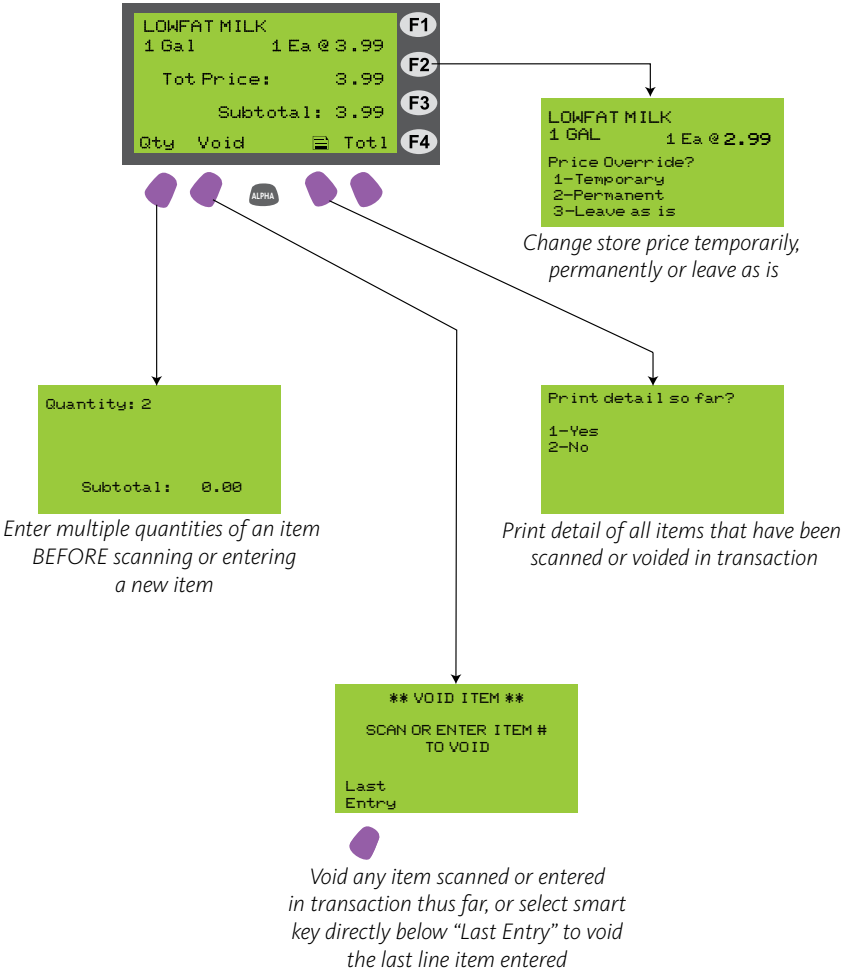 LOWFAT MILK
1 Gal 1 Ea @ 3.99
Tot Price: 3.99
Subtotal: 3.99
Qty Void Totl
F1
F2
F3
F4
ALPHA
LOWFAT MILK
1 GAL 1 Ea @ 2.99
Price Override?
1-Temporary
2-Permanent
3-Leave as is
Change store price temporarily,
permanently or leave as is
Quantity: 2
Subtotal: 0.00
Enter multiple quantities of an item
BEFORE scanning or entering
a new item
Print detail so far?
1-Yes
2-No
Print detail of all items that have been
scanned or voided in transaction
** VOID ITEM **
SCAN OR ENTER ITEM #
TO VOID
Last
Entry
Void any item scanned or entered
in transaction thus far, or select smart
key directly below “Last Entry” to void
the last line item entered